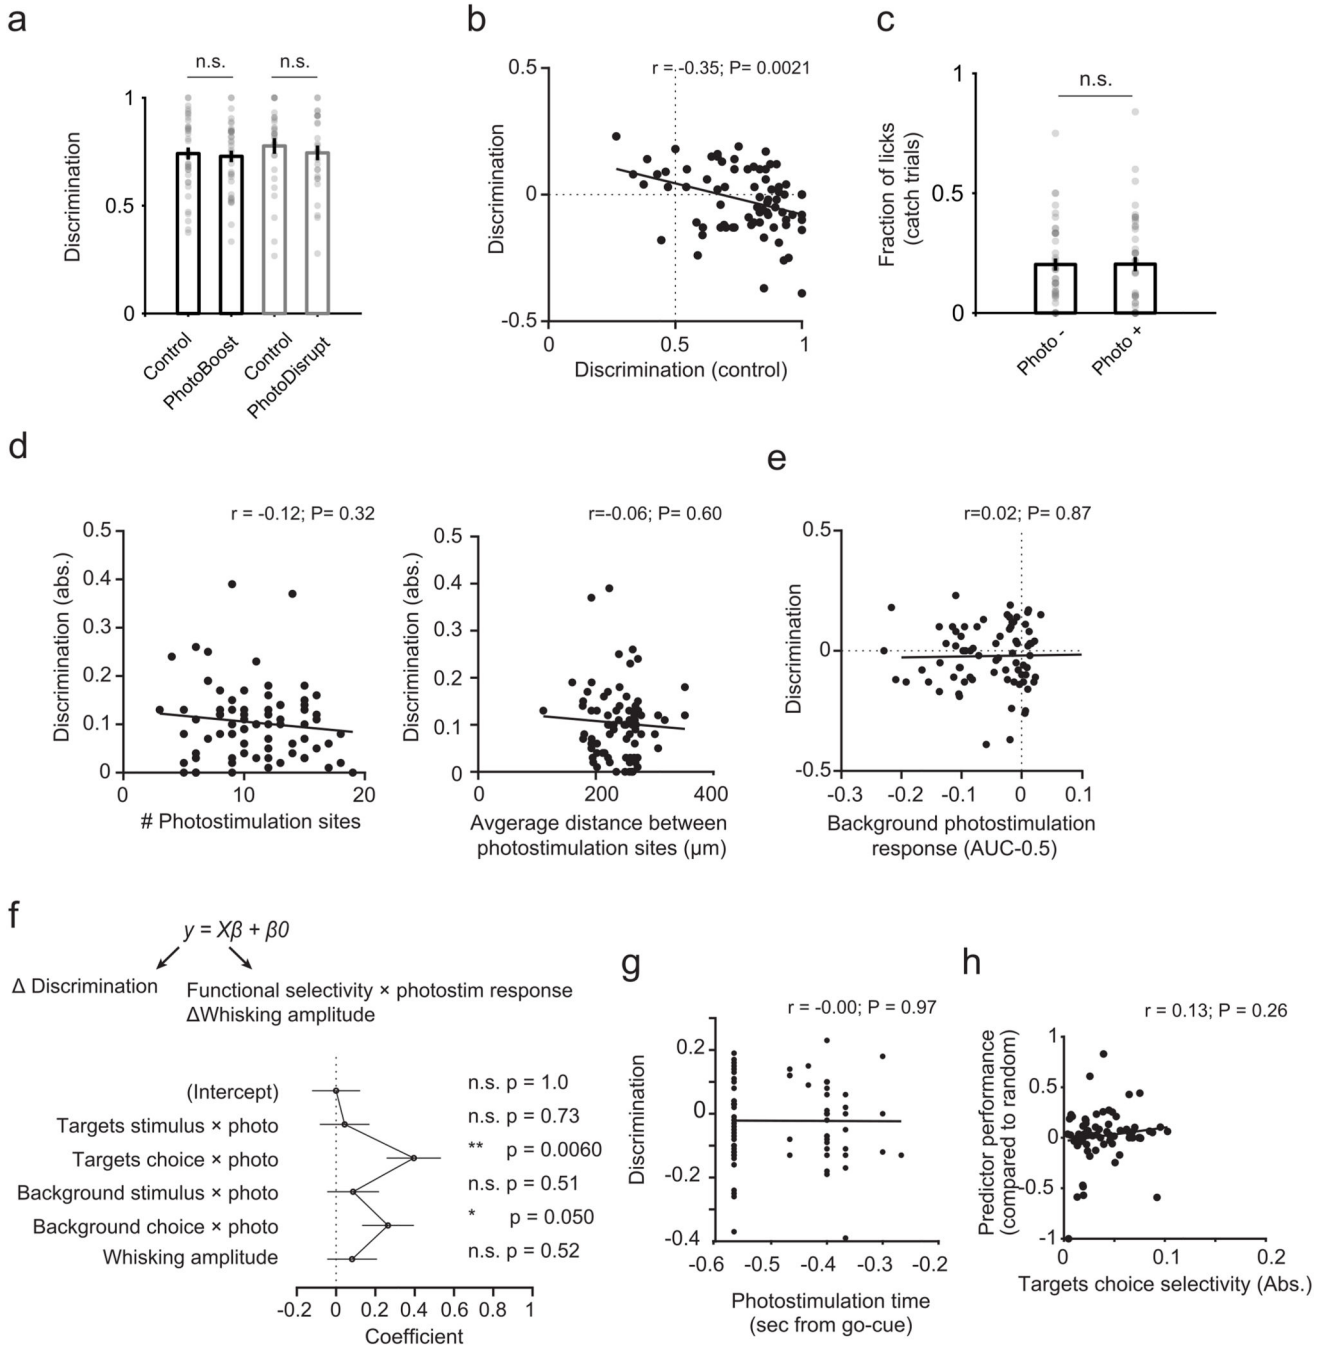 a
n.s.
n.s.
Discrimination
1
0.5
0
Control
PhotoBoost
Control
PhotoDisrupt
b
r = -0.35; P= 0.0021
Discrimination
0.5
0
-0.5
0
0.5
1
Discrimination (control)
c
n.s.
Fraction of licks
(catch trials)
1
0.5
0
Photo -
Photo +
d
r = -0.12; P= 0.32
Discrimination (abs.)
0.5
0.4
0.3
0.2
0.1
0
0
10
20
# Photostimulation sites
r=-0.06; P= 0.60
Discrimination (abs.)
0.5
0.4
0.3
0.2
0.1
0
0
200
400
Avgerage distance between
photostimulation sites (µm)
e
r=0.02; P= 0.87
Discrimination
0.5
0
-0.5
-0.3
-0.2
-0.1
0
0.1
Background photostimulation
response (AUC-0.5)
f
y = Xβ + β0
Δ Discrimination
Functional selectivity × photostim response
ΔWhisking amplitude
(Intercept)
n.s. p = 1.0
Targets stimulus × photo
n.s. p = 0.73
Targets choice × photo
** p = 0.0060
Background stimulus × photo
n.s. p = 0.51
Background choice × photo
* p = 0.050
Whisking amplitude
n.s. p = 0.52
-0.2
0
0.2
0.4
0.6
0.8
1
Coefficient
g
r = -0.00; P = 0.97
Discrimination
0.2
0
-0.2
-0.4
-0.6
-0.5
-0.4
-0.3
-0.2
Photostimulation time
(sec from go-cue)
h
r = 0.13; P = 0.26
Predictor performance
(compared to random)
1
0.5
0
-0.5
-1
0
0.1
0.2
Targets choice selectivity (Abs.)